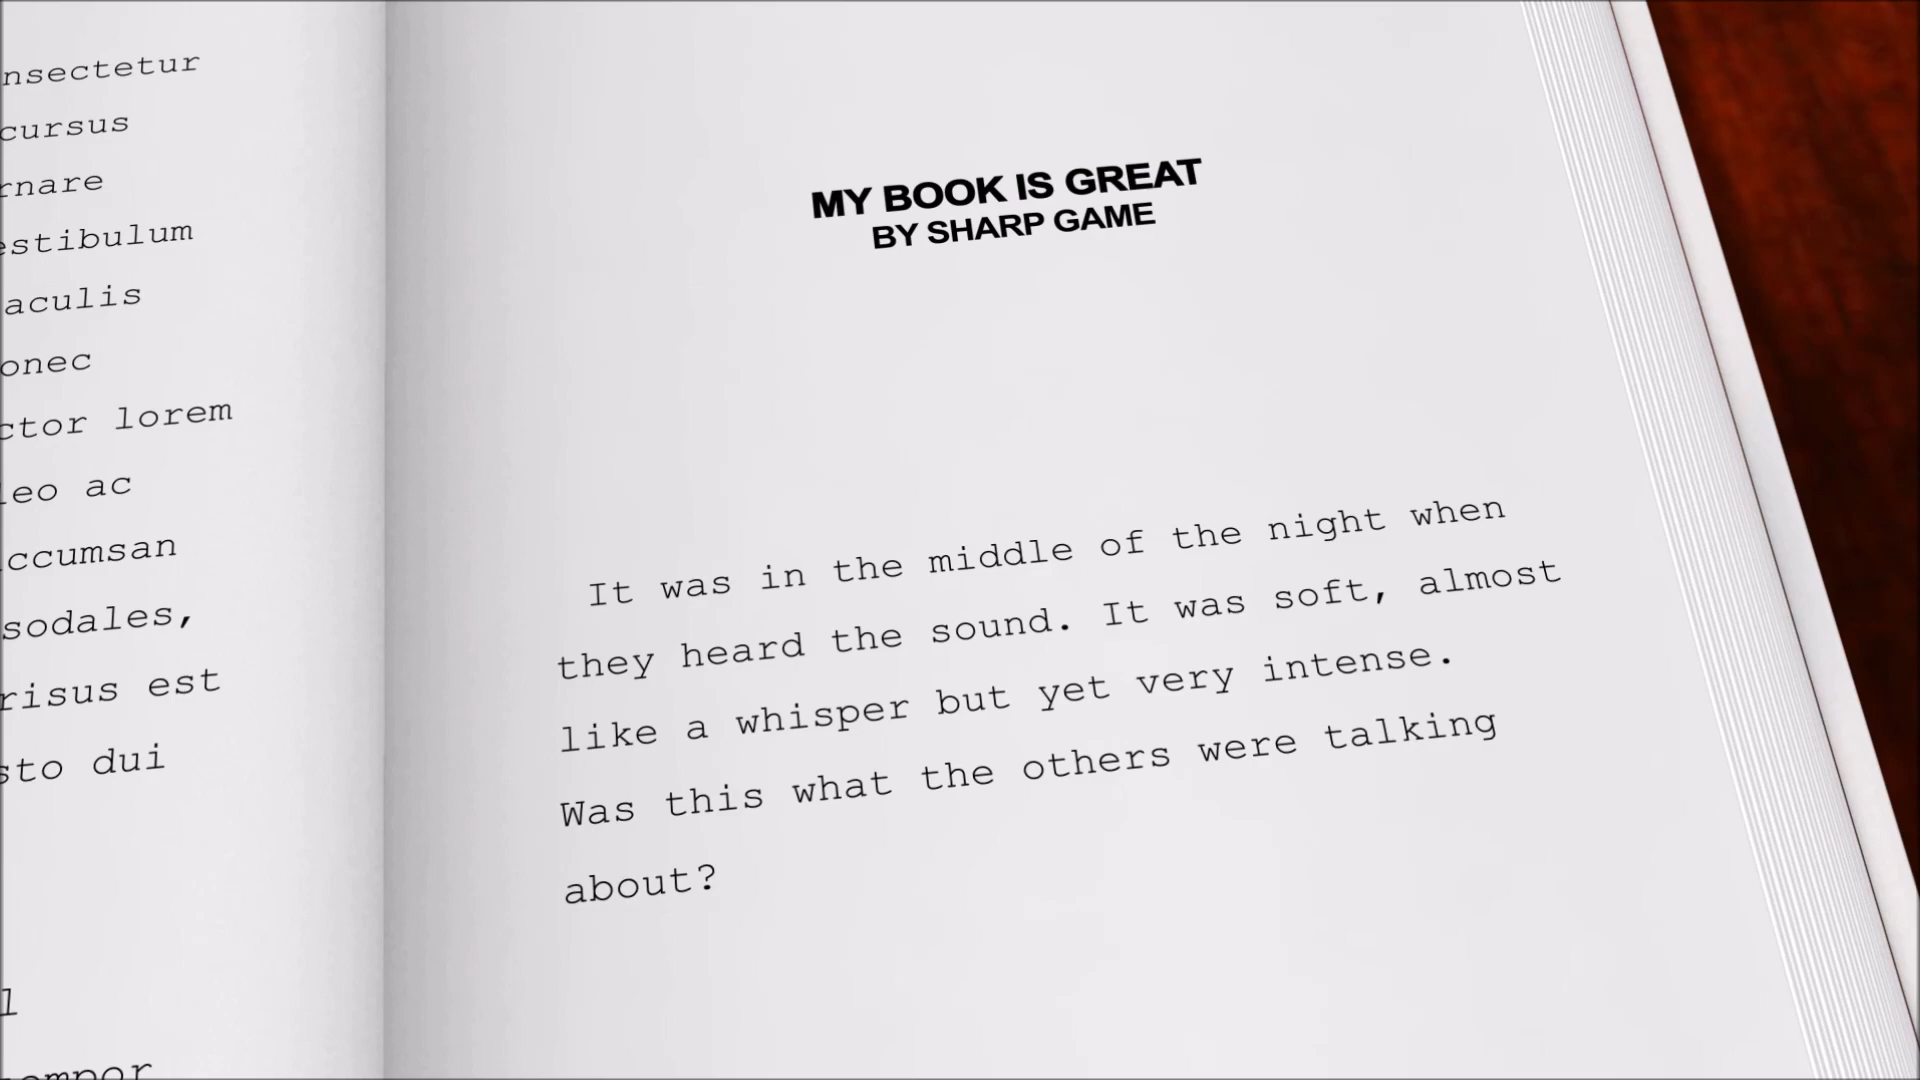 nsectetur
cursus
rnare
estibulum
aculis
onec
ctor lorem
leo ac
ccumsan
sodales,
risus est
sto dui
l
empor
MY BOOK IS GREAT
BY SHARP GAME
It was in the middle of the night when
they heard the sound. It was soft, almost
like a whisper but yet very intense.
Was this what the others were talking
about?